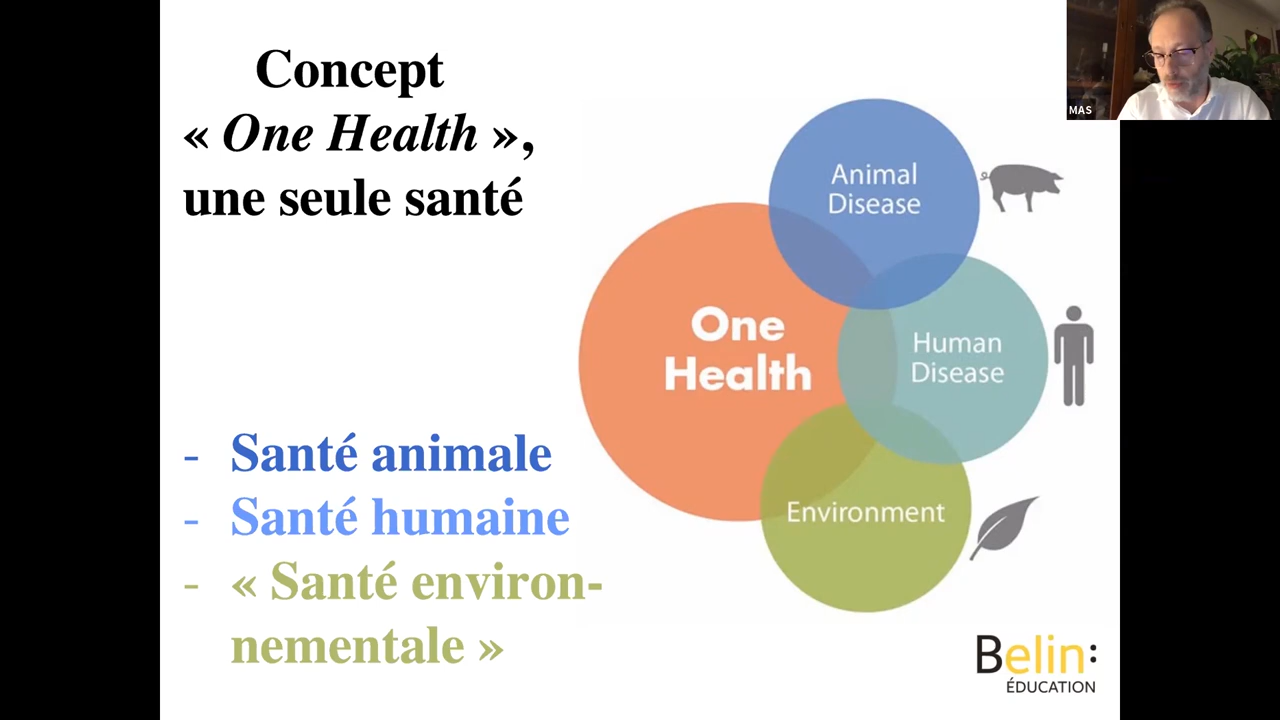 Concept
« One Health »,
une seule santé
- Santé animale
- Santé humaine
- « Santé environ-
nementale »
One
Health
Animal
Disease
Human
Disease
Environment
MAS
Belin:
ÉDUCATION